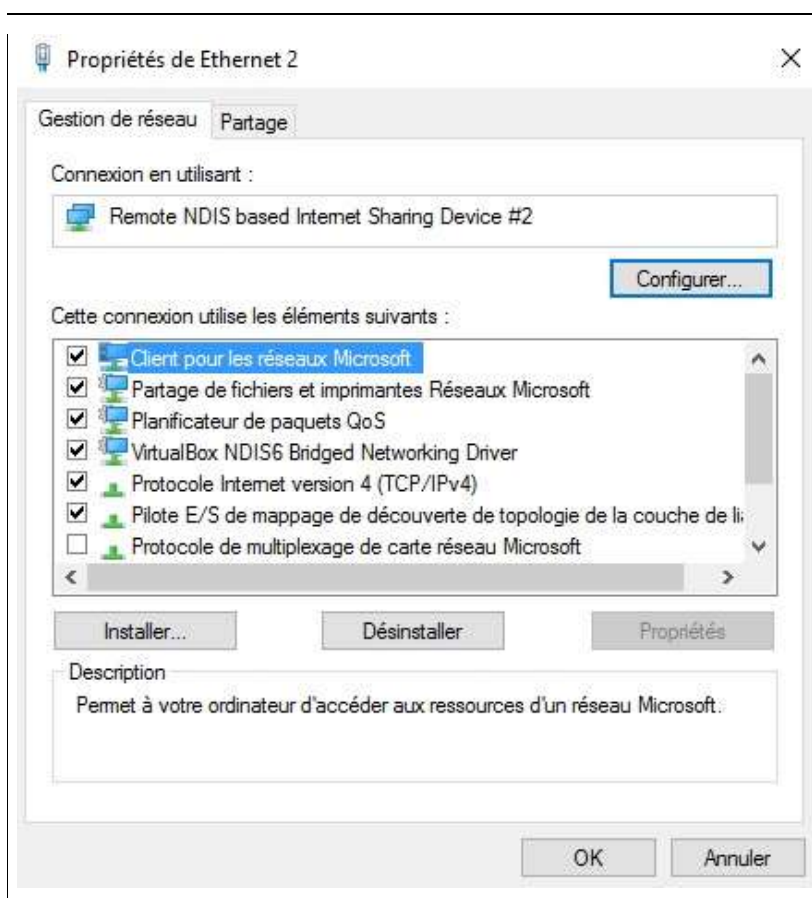 Propriétés de Ethernet 2
Gestion de réseau
Partage
Connexion en utilisant :
Remote NDIS based Internet Sharing Device #2
Configurer...
Cette connexion utilise les éléments suivants :
Client pour les réseaux Microsoft
Partage de fichiers et imprimantes Réseaux Microsoft
Planificateur de paquets QoS
VirtualBox NDIS6 Bridged Networking Driver
Protocole Internet version 4 (TCP/IPv4)
Pilote E/S de mappage de découverte de topologie de la couche de li
Protocole de multiplexage de carte réseau Microsoft
Installer...
Désinstaller
Propriétés
Description
Permet à votre ordinateur d'accéder aux ressources d'un réseau Microsoft.
OK
Annuler